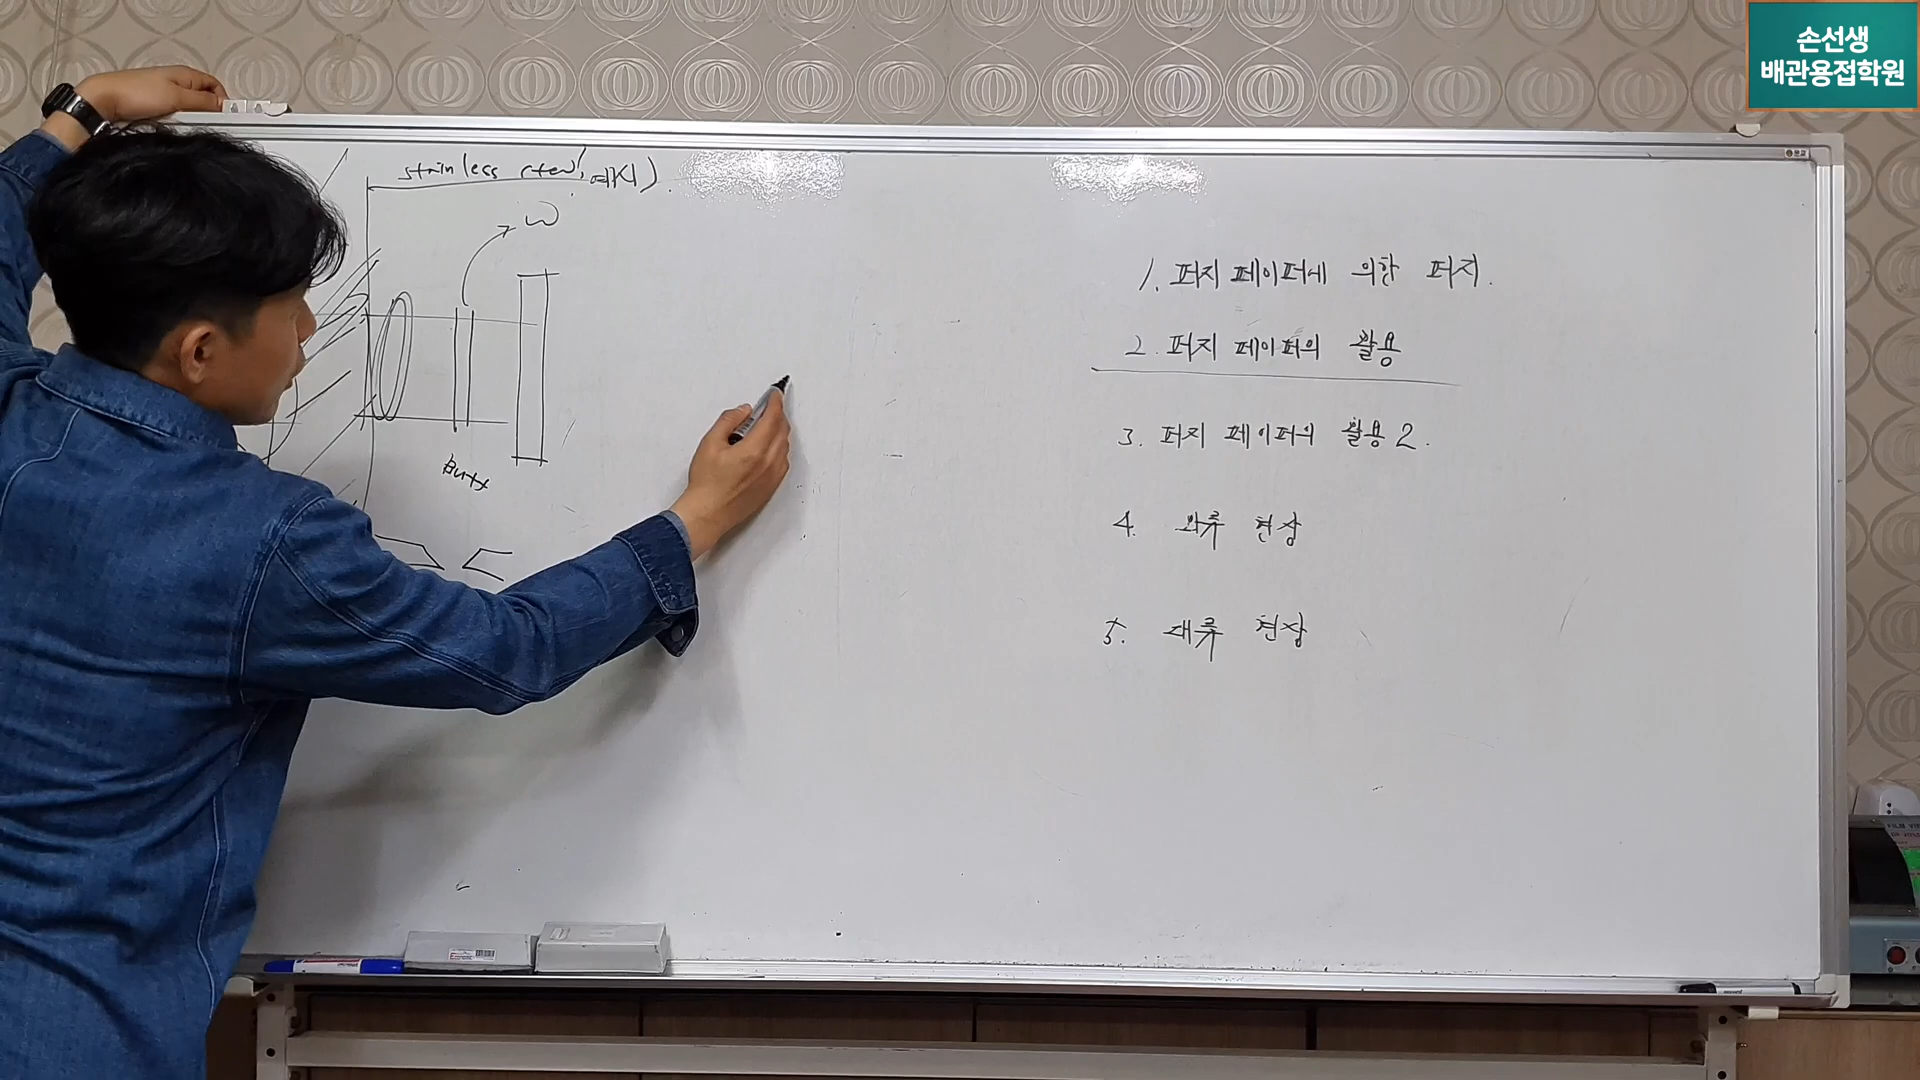 손선생
배관용접학원
stainless steel 예시).
W
Butt
1. 퍼지 페이퍼에 의한 퍼지.
2. 퍼지 페이퍼의 활용
3. 퍼지 페이퍼의 활용 2.
4. 와류 현상
5. 대류 현상